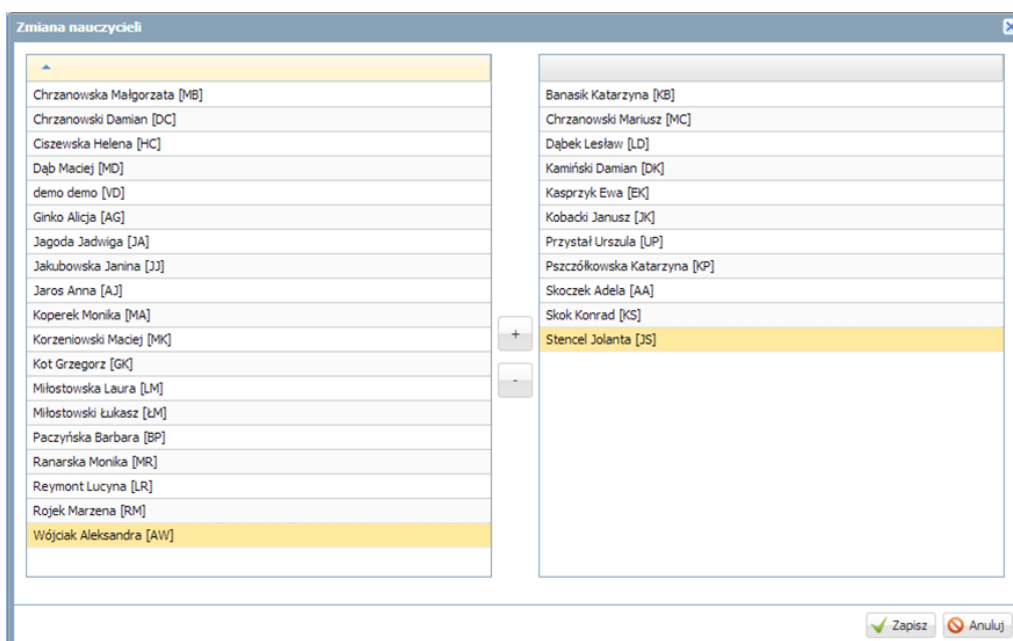 Zmiana nauczycieli
Chrzanowska Małgorzata [MB]
Chrzanowski Damian [DC]
Ciszewska Helena [HC]
Dąb Maciej [MD]
demo demo [VD]
Ginko Alicja [AG]
Jagoda Jadwiga [JA]
Jakubowska Janina [JJ]
Jaros Anna [AJ]
Koperek Monika [MA]
Korzeniowski Maciej [MK]
Kot Grzegorz [GK]
Miłostowska Laura [LM]
Miłostowski Łukasz [ŁM]
Paczyńska Barbara [BP]
Ranarska Monika [MR]
Reymont Lucyna [LR]
Rojek Marzena [RM]
Wójciak Aleksandra [AW]
+
-
Banasik Katarzyna [KB]
Chrzanowski Mariusz [MC]
Dąbek Lesław [LD]
Kamiński Damian [DK]
Kasprzyk Ewa [EK]
Kobacki Janusz [JK]
Przystał Urszula [UP]
Pszczółkowska Katarzyna [KP]
Skoczek Adela [AA]
Skok Konrad [KS]
Stencel Jolanta [JS]
Zapisz
Anuluj